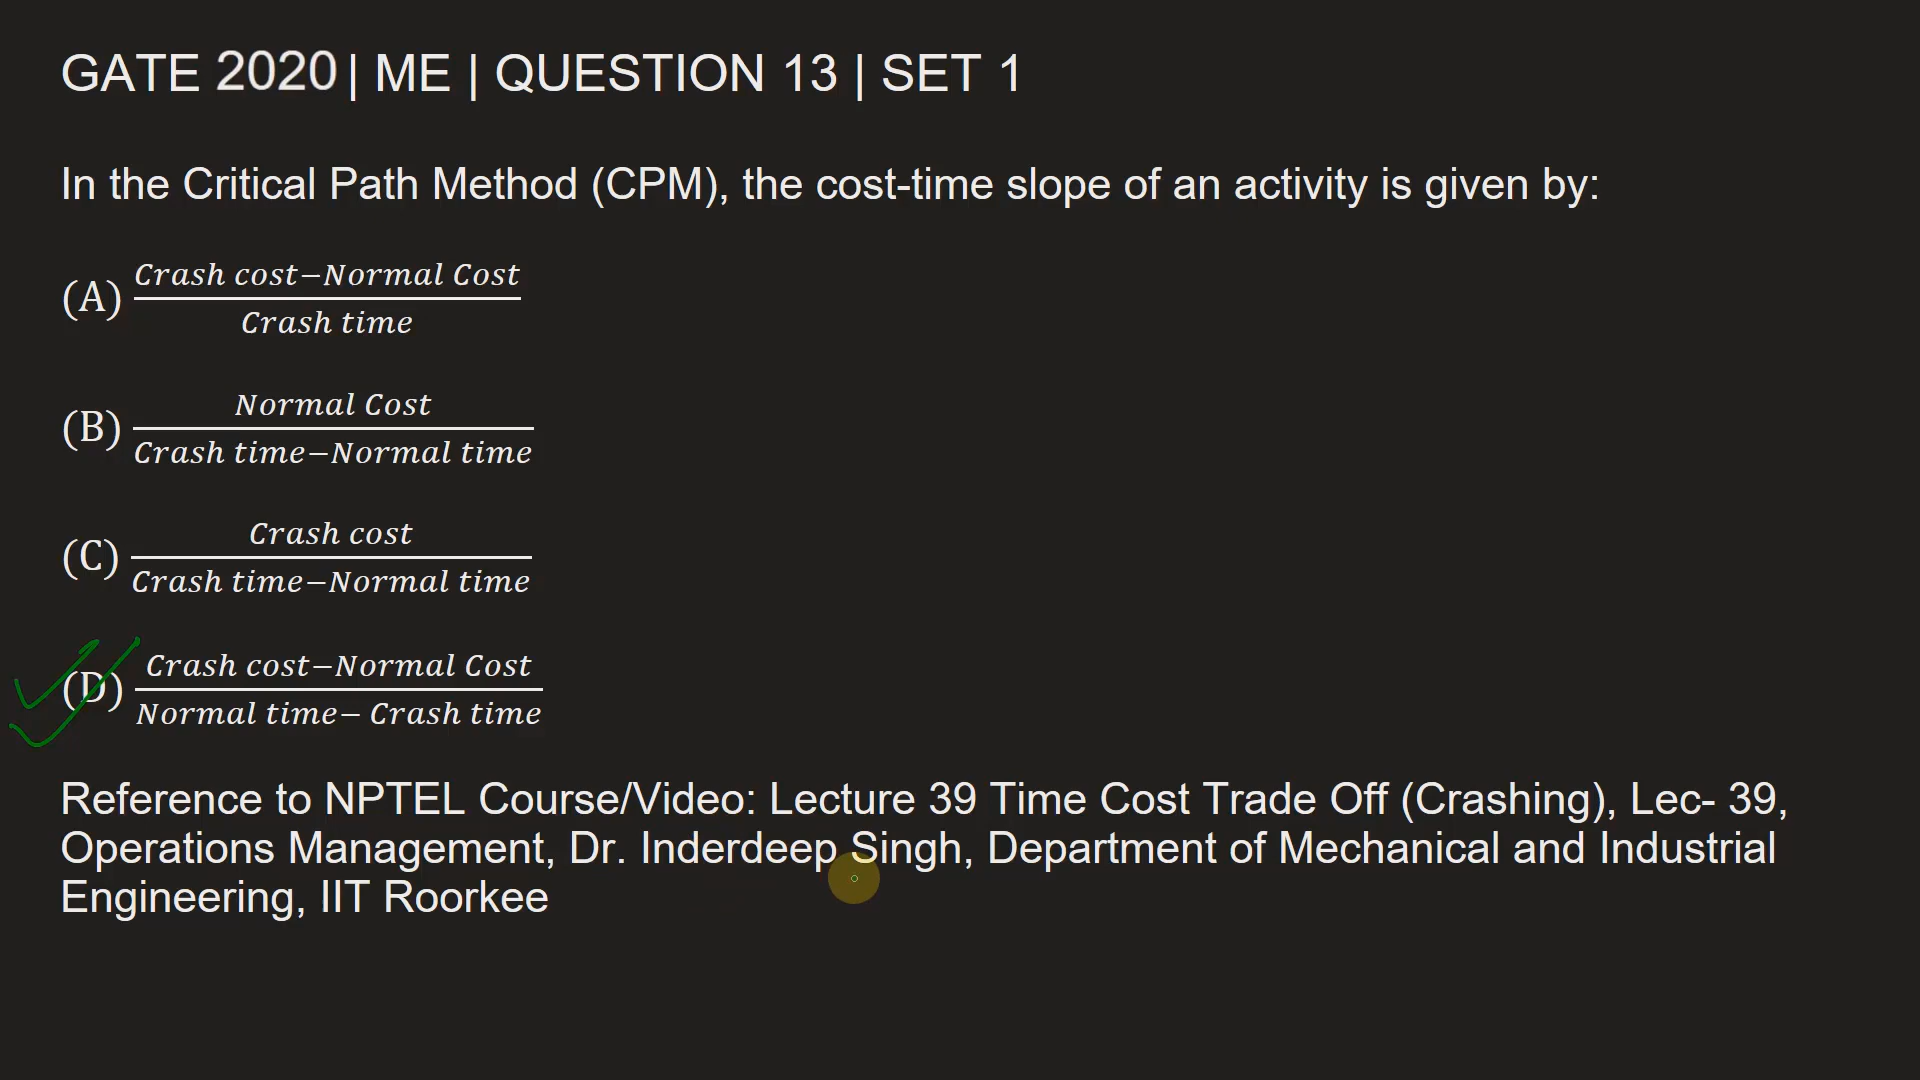 GATE 2020 | ME | QUESTION 13 | SET 1
In the Critical Path Method (CPM), the cost-time slope of an activity is given by:
(A) Crash cost−Normal Cost
Crash time
(B) Normal Cost
Crash time−Normal time
(C) Crash cost
Crash time−Normal time
(D) Crash cost−Normal Cost
Normal time− Crash time
Reference to NPTEL Course/Video: Lecture 39 Time Cost Trade Off (Crashing), Lec- 39,
Operations Management, Dr. Inderdeep Singh, Department of Mechanical and Industrial
Engineering, IIT Roorkee